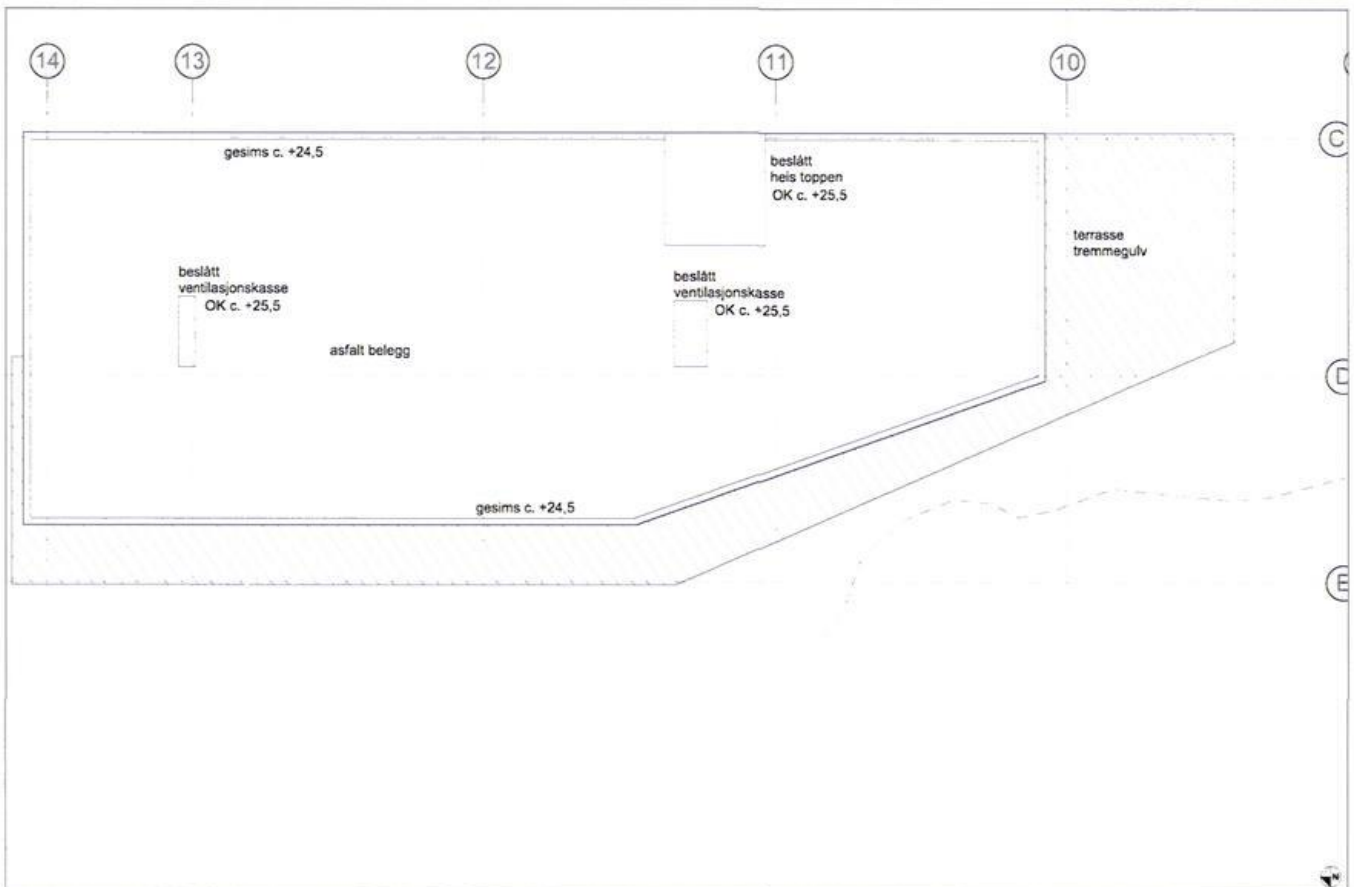 14
13
12
11
10
C
gesims c. +24,5
beslått
heis toppen
OK c. +25,5
terrasse
tremmegulv
beslått
ventilasjonskasse
OK c. +25,5
beslått
ventilasjonskasse
OK c. +25,5
asfalt belegg
D
gesims c. +24,5
E
N